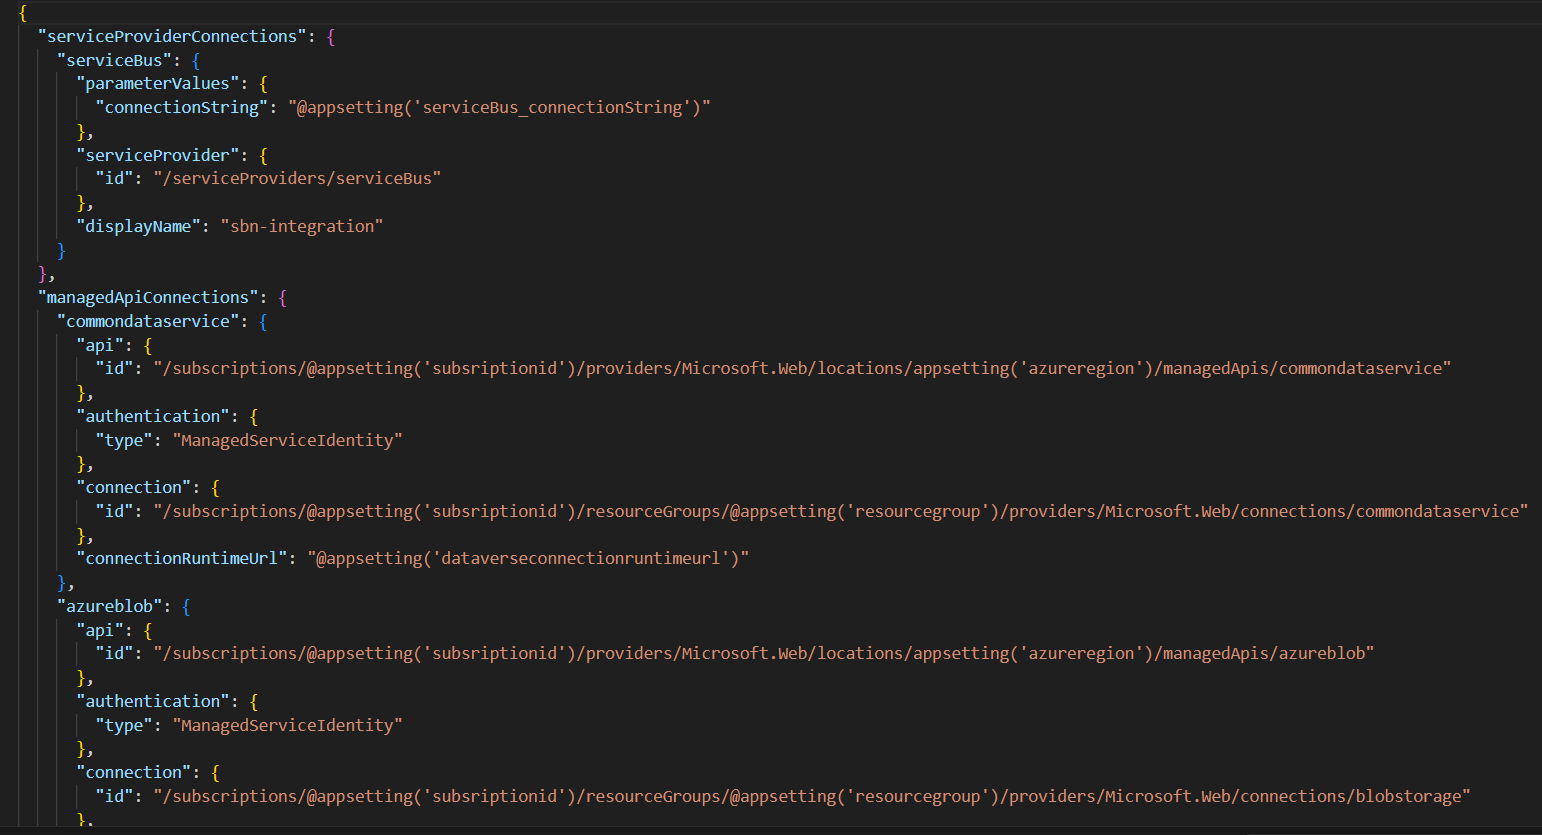 {
"serviceProviderConnections": {
"serviceBus": {
"parameterValues": {
"connectionString": "@appsetting('serviceBus_connectionString')"
},
"serviceProvider": {
"id": "/serviceProviders/serviceBus"
},
"displayName": "sbn-integration"
}
},
"managedApiConnections": {
"commondataservice": {
"api": {
"id": "/subscriptions/@appsetting('subsriptionid')/providers/Microsoft.Web/locations/appsetting('azureregion')/managedApis/commondataservice"
},
"authentication": {
"type": "ManagedServiceIdentity"
},
"connection": {
"id": "/subscriptions/@appsetting('subsriptionid')/resourceGroups/@appsetting('resourcegroup')/providers/Microsoft.Web/connections/commondataservice"
},
"connectionRuntimeUrl": "@appsetting('dataverseconnectionruntimeurl')"
},
"azureblob": {
"api": {
"id": "/subscriptions/@appsetting('subsriptionid')/providers/Microsoft.Web/locations/appsetting('azureregion')/managedApis/azureblob"
},
"authentication": {
"type": "ManagedServiceIdentity"
},
"connection": {
"id": "/subscriptions/@appsetting('subsriptionid')/resourceGroups/@appsetting('resourcegroup')/providers/Microsoft.Web/connections/blobstorage"
},